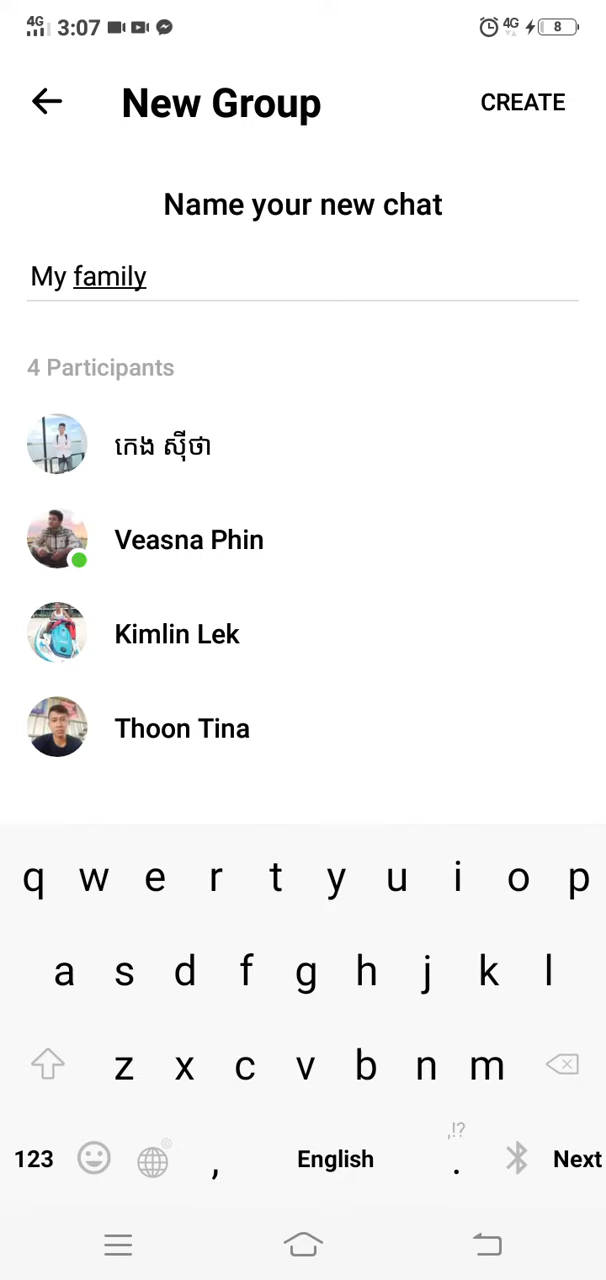 4G 3:07 4G 8
New Group CREATE
Name your new chat
My family
4 Participants
កេង ស៊ីថា
Veasna Phin
Kimlin Lek
Thoon Tina
q w e r t y u i o p
a s d f g h j k l
z x c v b n m
,!?
123 , English . Next